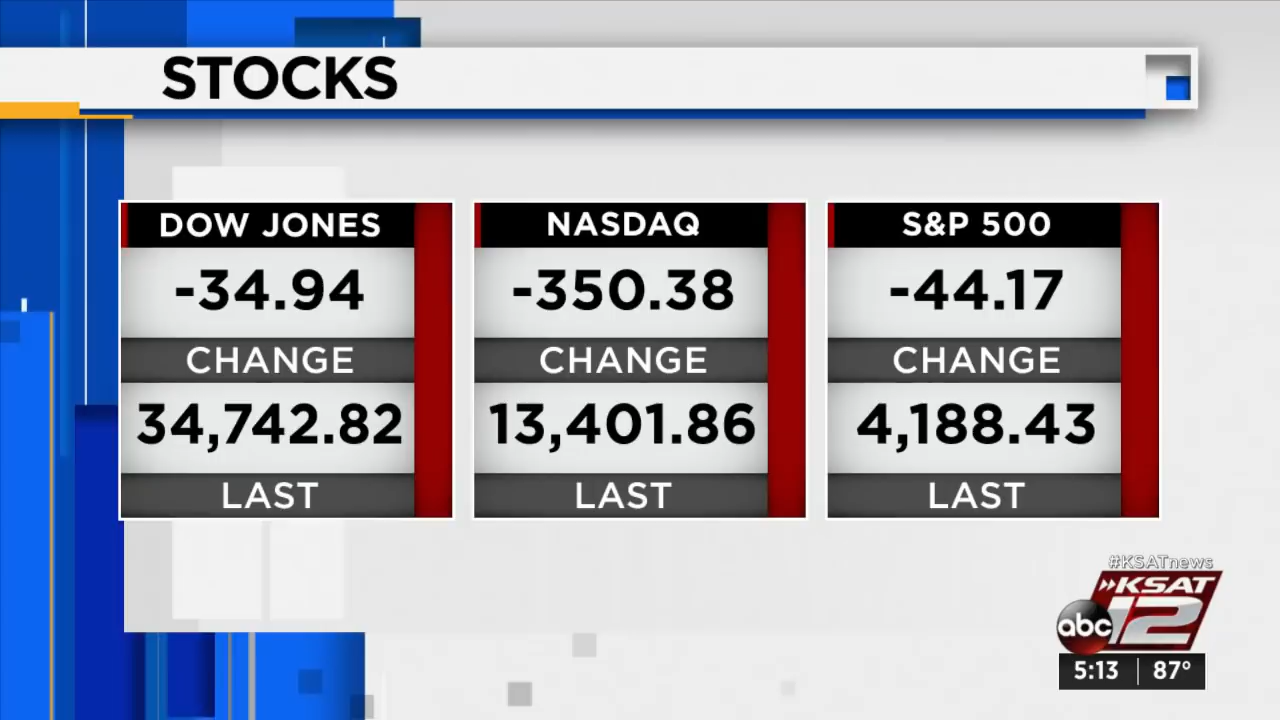 STOCKS
DOW JONES
-34.94
CHANGE
34,742.82
LAST
NASDAQ
-350.38
CHANGE
13,401.86
LAST
S&P 500
-44.17
CHANGE
4,188.43
LAST
#KSATnews
KSAT
abc 12
5:13 87°